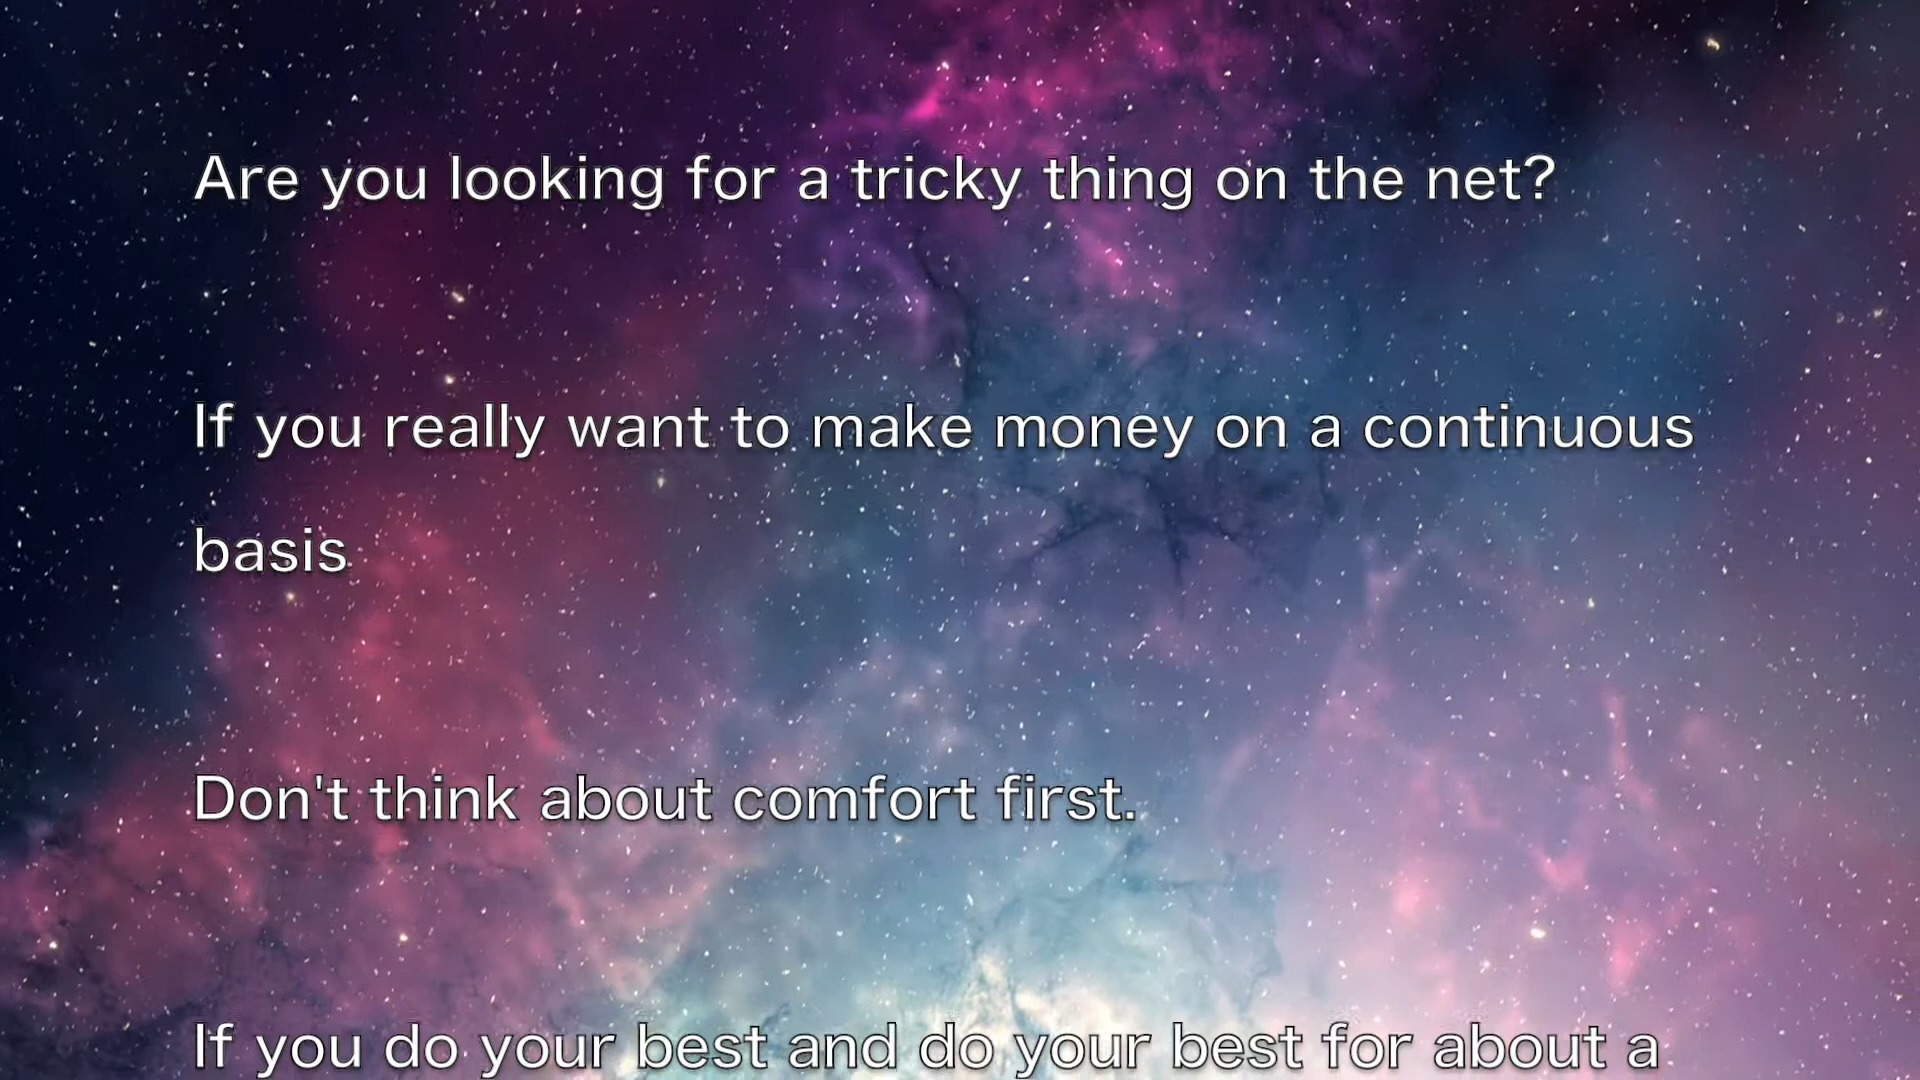 Are you looking for a tricky thing on the net?
If you really want to make money on a continuous
basis
Don't think about comfort first.
If you do your best and do your best for about a